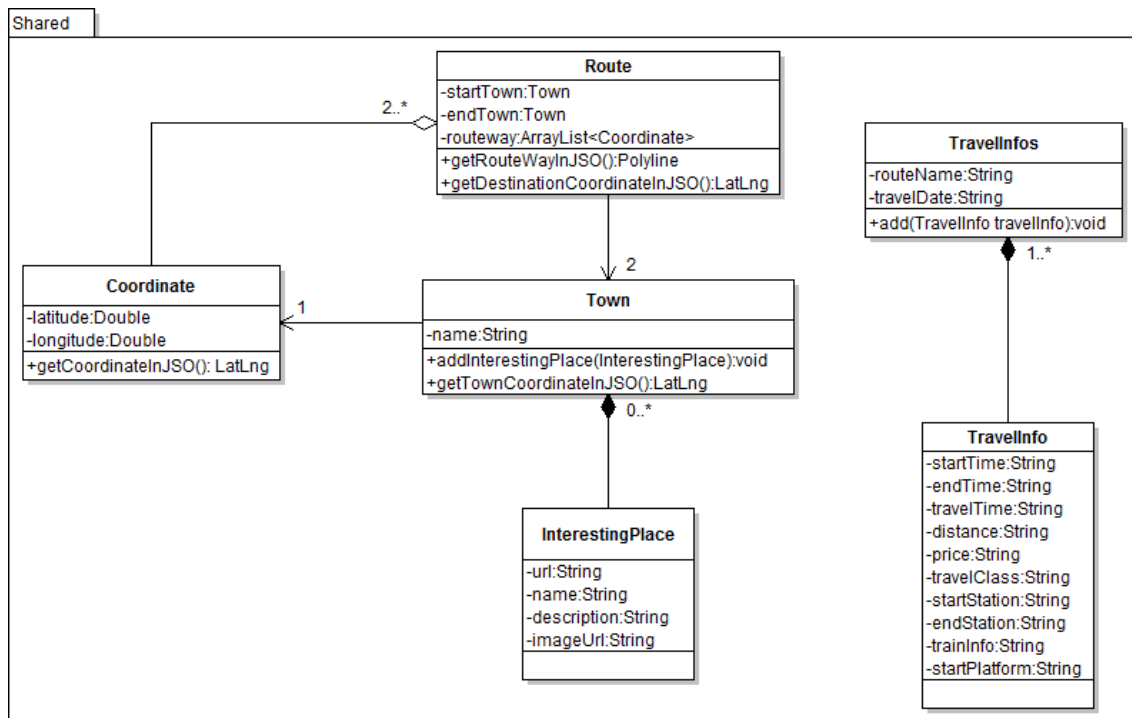 Shared
Route
-startTown:Town
-endTown:Town
-routeway:ArrayList<Coordinate>
+getRouteWayInJSO():Polyline
+getDestinationCoordinateInJSO():LatLng
2..*
2
TravelInfos
-routeName:String
-travelDate:String
+add(TravelInfo travelInfo):void
1..*
Coordinate
-latitude:Double
-longitude:Double
+getCoordinateInJSO(): LatLng
1
Town
-name:String
+addInterestingPlace(InterestingPlace):void
+getTownCoordinateInJSO():LatLng
0..*
InterestingPlace
-url:String
-name:String
-description:String
-imageUrl:String
TravelInfo
-startTime:String
-endTime:String
-travelTime:String
-distance:String
-price:String
-travelClass:String
-startStation:String
-endStation:String
-trainInfo:String
-startPlatform:String